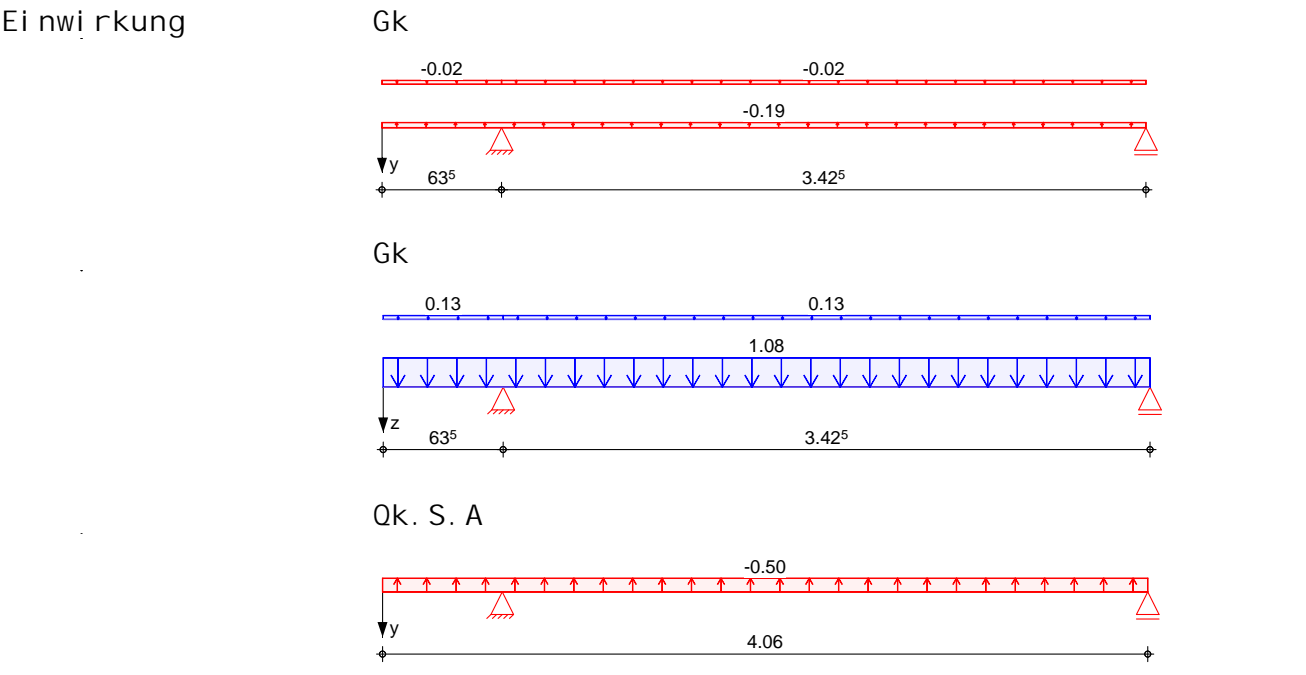 Einwirkung Gk
-0.02 -0.02
-0.19
y
63⁵ 3.42⁵
Gk
0.13 0.13
1.08
z
63⁵ 3.42⁵
Qk.S.A
-0.50
y
4.06